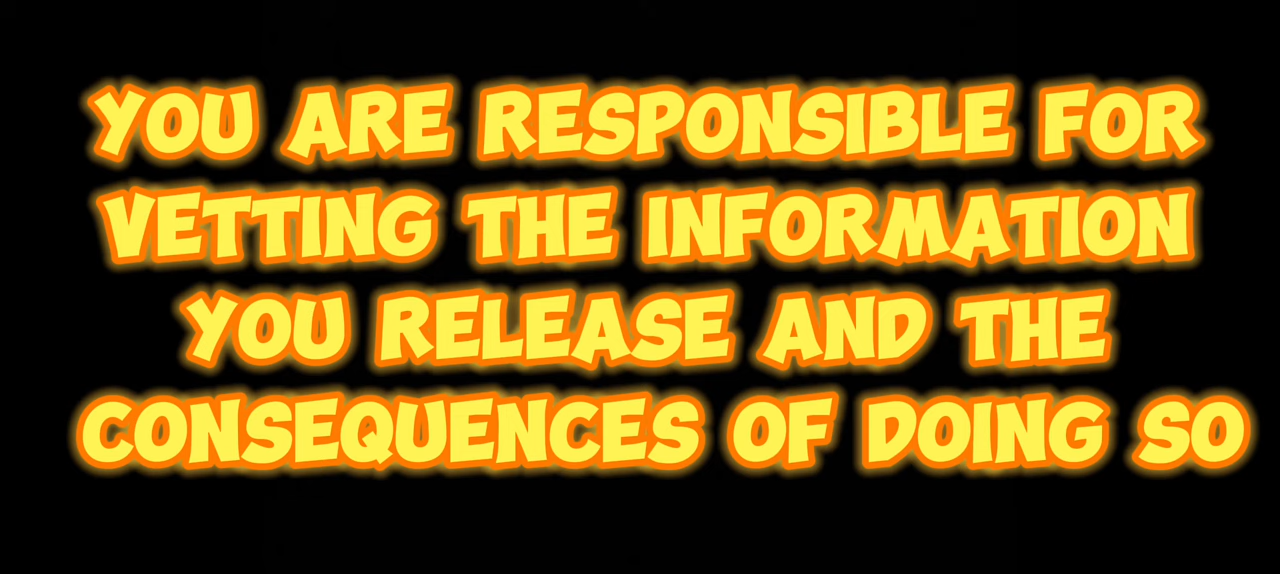 YOU ARE RESPONSIBLE FOR
VETTING THE INFORMATION
YOU RELEASE AND THE
CONSEQUENCES OF DOING SO